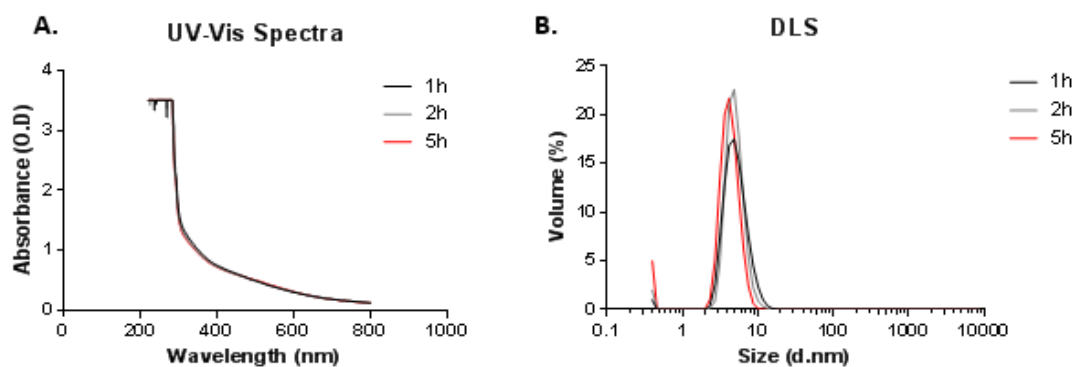 A.
UV-Vis Spectra
4
3
2
1
0
Absorbance (O.D)
0 200 400 600 800 1000
Wavelength (nm)
1h
2h
5h
B.
DLS
25
20
15
10
5
0
Volume (%)
0.1 1 10 100 1000 10000
Size (d.nm)
1h
2h
5h